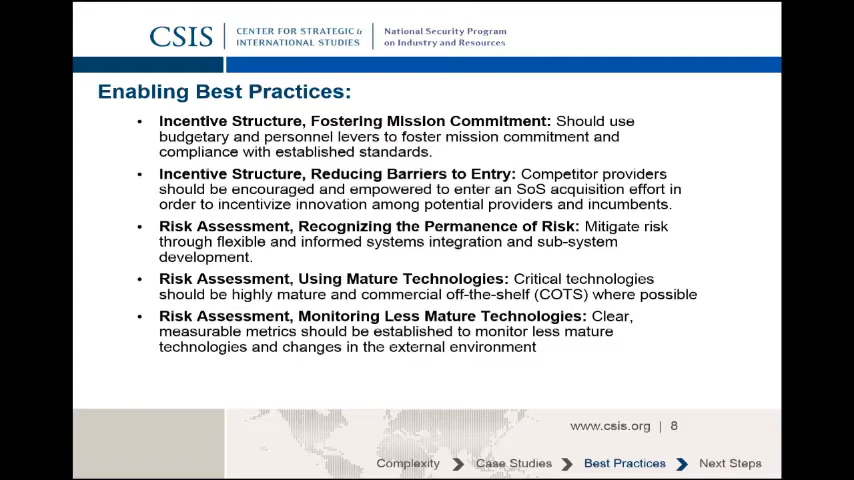 CSIS
CENTER FOR STRATEGIC &
INTERNATIONAL STUDIES
National Security Program
on Industry and Resources
Enabling Best Practices:
• Incentive Structure, Fostering Mission Commitment: Should use
budgetary and personnel levers to foster mission commitment and
compliance with established standards.
• Incentive Structure, Reducing Barriers to Entry: Competitor providers
should be encouraged and empowered to enter an SoS acquisition effort in
order to incentivize innovation among potential providers and incumbents.
• Risk Assessment, Recognizing the Permanence of Risk: Mitigate risk
through flexible and informed systems integration and sub-system
development.
• Risk Assessment, Using Mature Technologies: Critical technologies
should be highly mature and commercial off-the-shelf (COTS) where possible
• Risk Assessment, Monitoring Less Mature Technologies: Clear,
measurable metrics should be established to monitor less mature
technologies and changes in the external environment
www.csis.org | 8
Complexity Case Studies Best Practices Next Steps